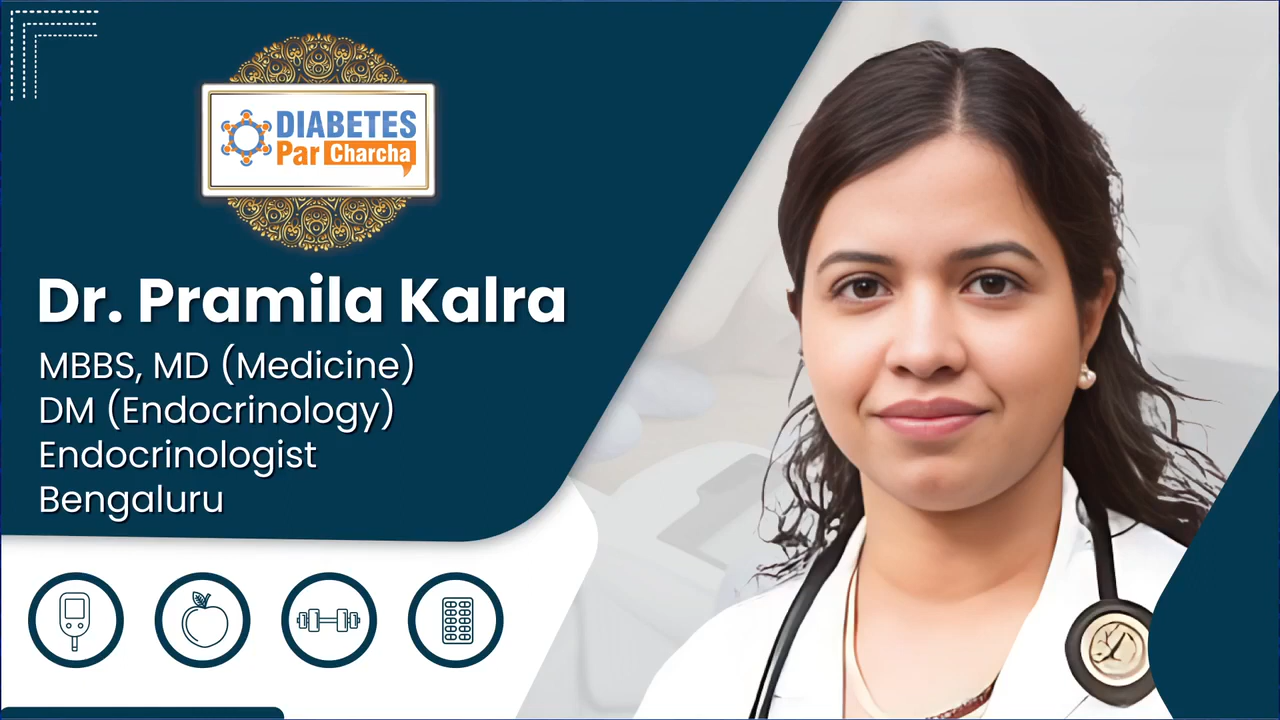 DIABETES
Par Charcha
Dr. Pramila Kalra
MBBS, MD (Medicine)
DM (Endocrinology)
Endocrinologist
Bengaluru